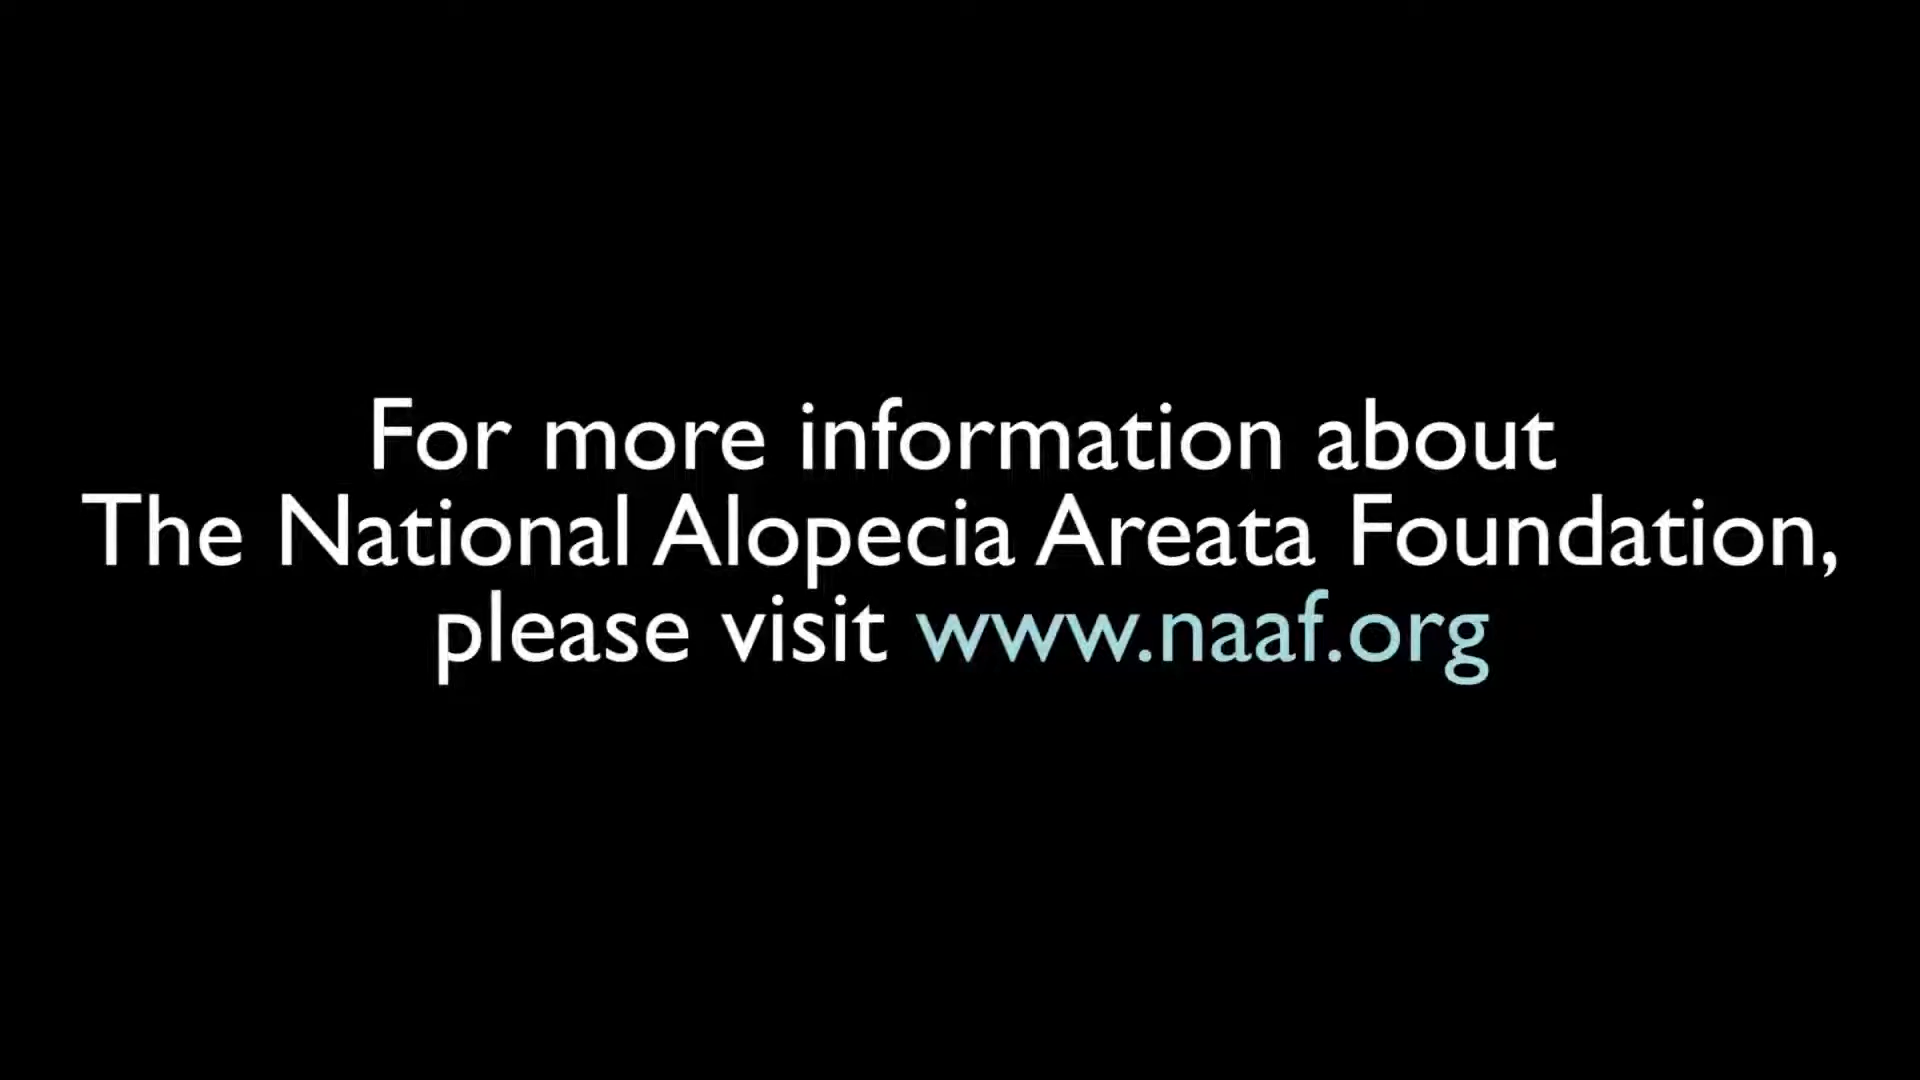 For more information about
The National Alopecia Areata Foundation,
please visit www.naaf.org